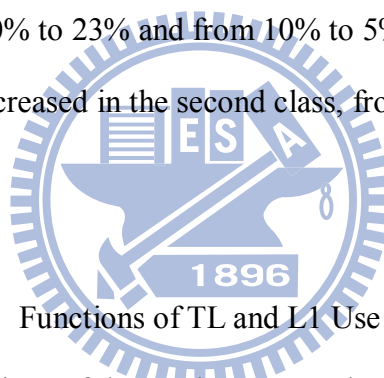 0% to 23% and from 10% to 5%
creased in the second class, fro
E S A
1896
Functions of TL and L1 Use